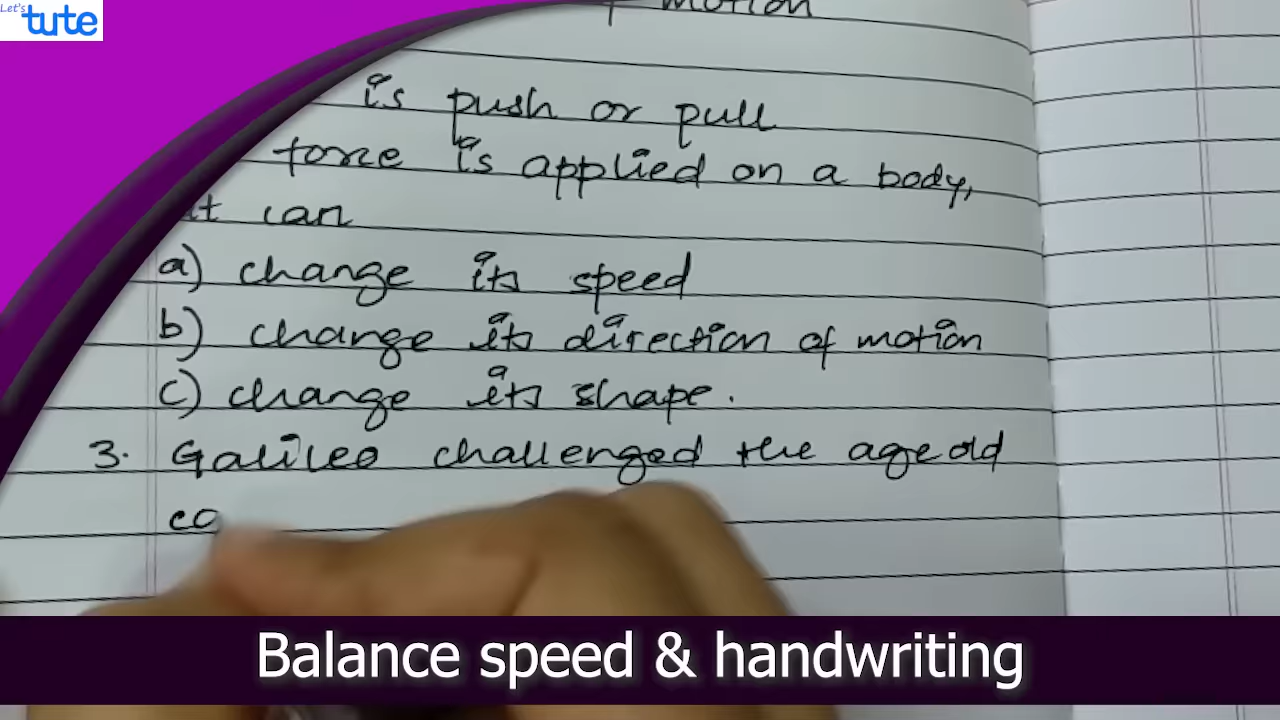 Let's
tute
motion
is push or pull
force is applied on a body,
it can
a) change its speed
b) change its direction of motion
c) change its shape.
3. Galileo challenged the age old
co
Balance speed & handwriting